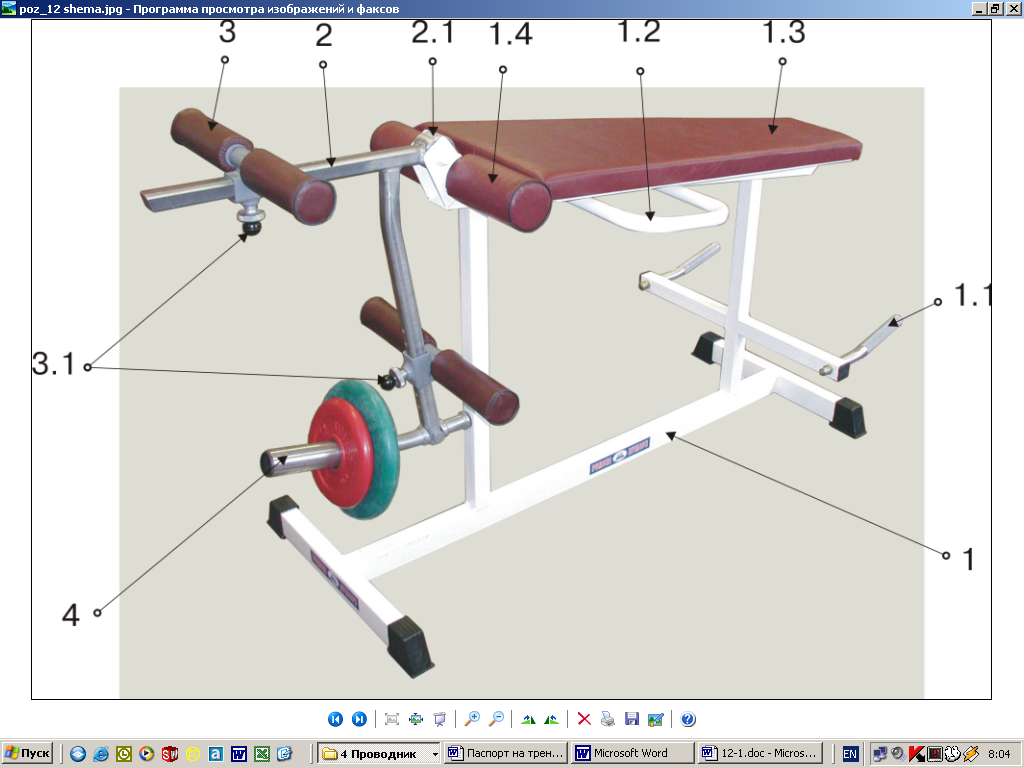 poz_12 shema.jpg - Программа просмотра изображений и факсов
3 2 2.1 1.4 1.2 1.3
1.1
3.1
1
4
Пуск
4 Проводник
Паспорт на трен...
Microsoft Word
12-1.doc - Micros...
EN
8:04